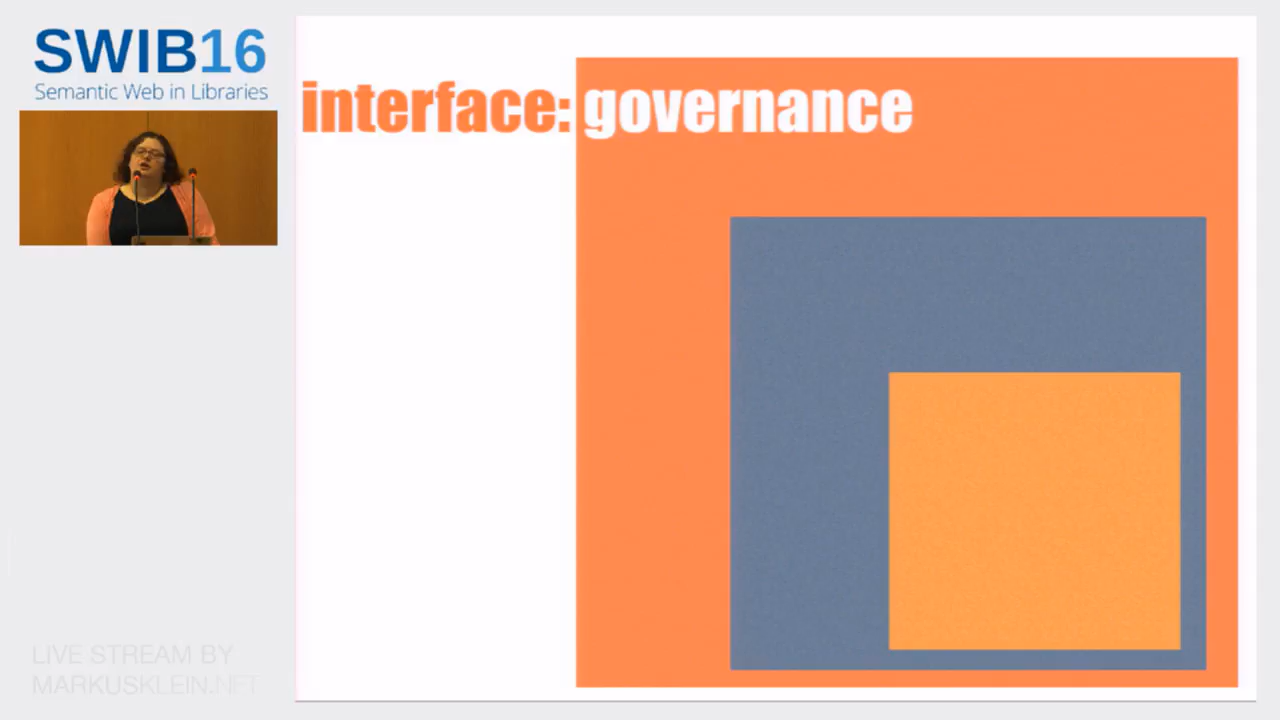 SWIB16
Semantic Web in Libraries
interface: governance
LIVE STREAM BY
MARKUSKLEIN.NET